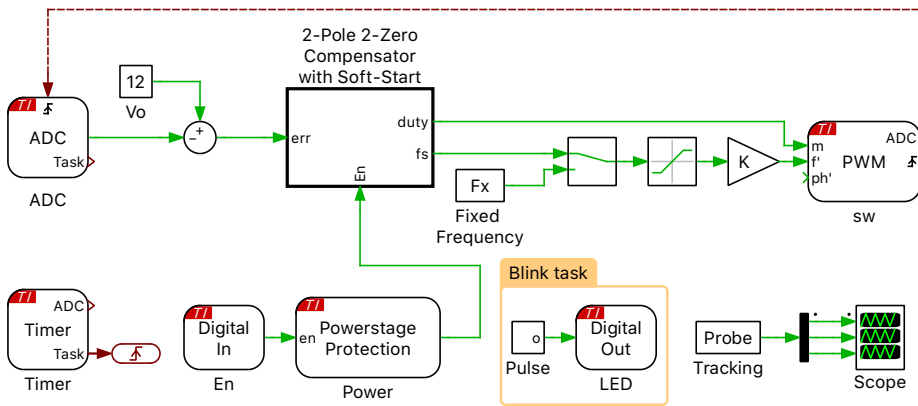 2-Pole 2-Zero
Compensator
with Soft-Start
TI
ADC
Task
ADC
12
Vo
+
−
err
duty
fs
En
Fx
Fixed
Frequency
K
TI
ADC
m
f'
ph'
PWM
sw
TI
ADC
Timer
Task
Timer
TI
Digital
In
En
TI
en
Powerstage
Protection
Power
Blink task
o
Pulse
TI
Digital
Out
LED
Probe
Tracking
Scope